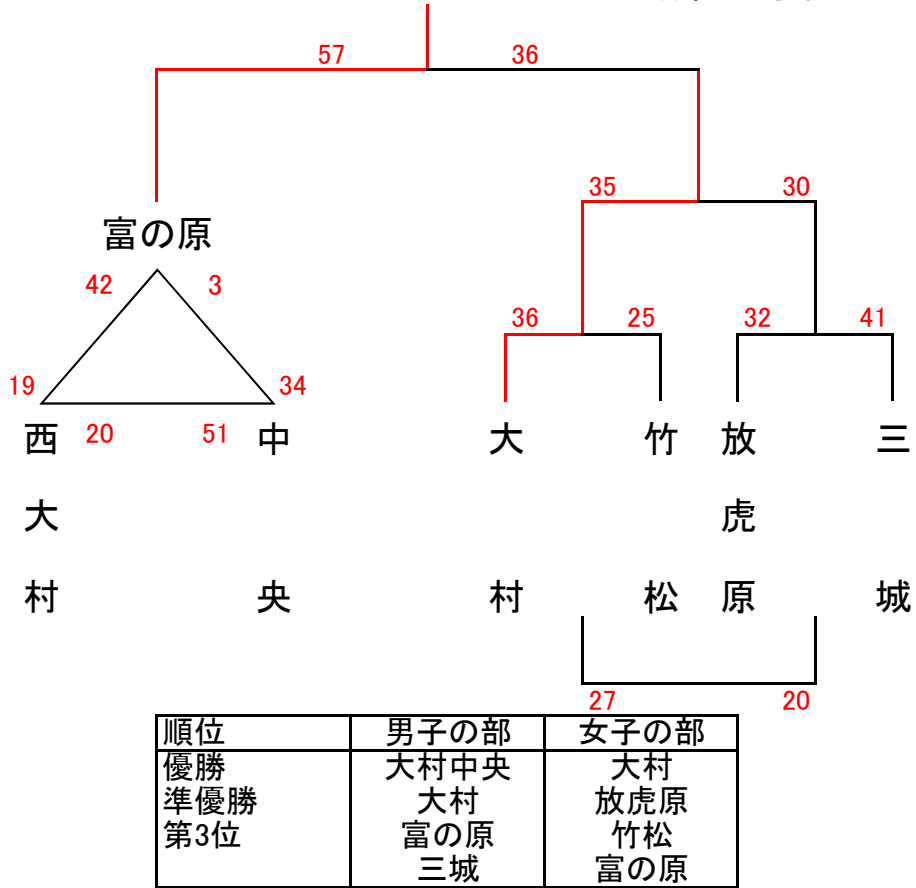 57 36
35 30
富の原
42 3
36 25 32 41
19 34
20 51
西大村
中央
大村
竹松
放虎原
三城
27 20
順位 男子の部 女子の部
優勝 大村中央 大村
準優勝 大村 放虎原
第3位 富の原 竹松
三城 富の原